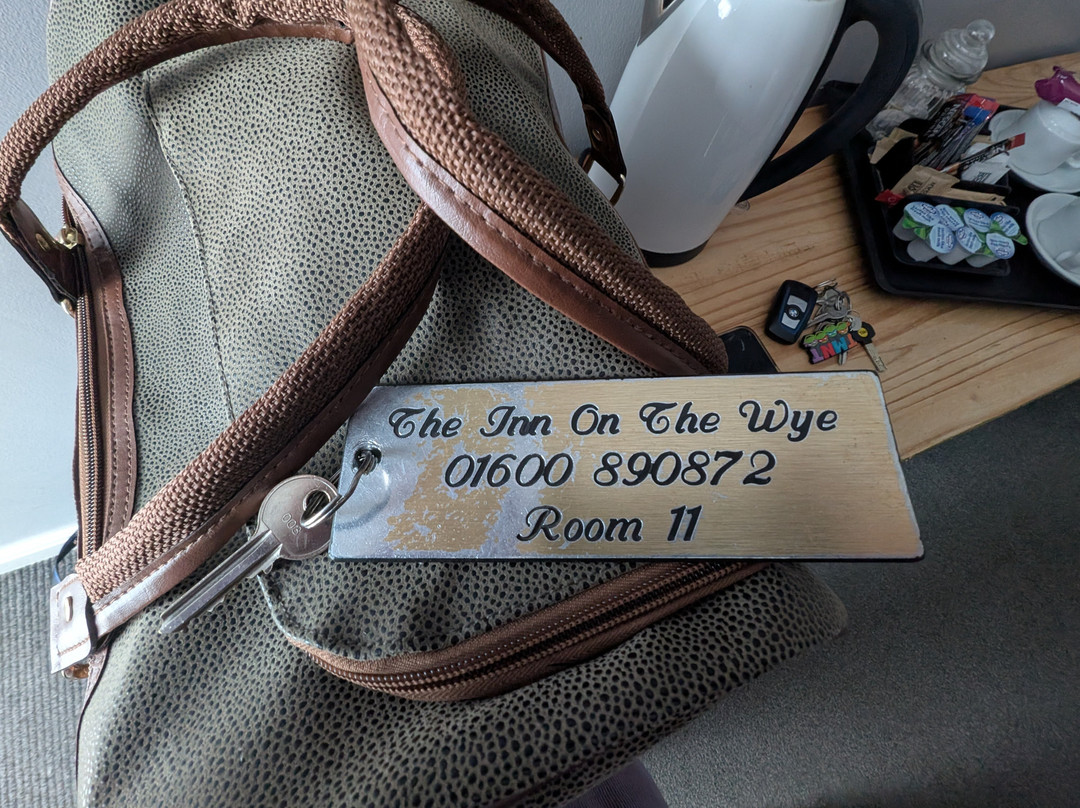 The Inn On The Wye
01600 890872
Room 11